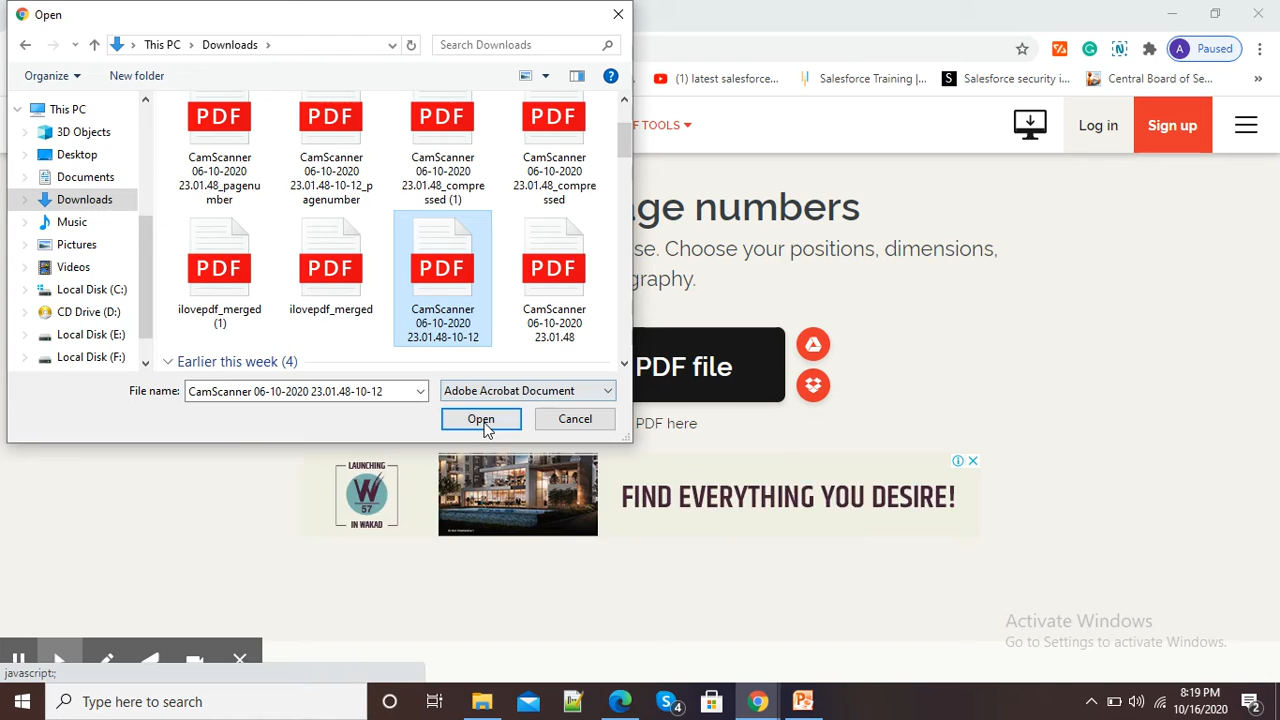 Open
This PC
Downloads
Search Downloads
Organize
New folder
This PC
3D Objects
Desktop
Documents
Downloads
Music
Pictures
Videos
Local Disk (C:)
CD Drive (D:)
Local Disk (E:)
Local Disk (F:)
PDF
PDF
PDF
PDF
CamScanner
06-10-2020
23.01.48_pagenu
mber
CamScanner
06-10-2020
23.01.48-10-12_p
agenumber
CamScanner
06-10-2020
23.01.48_compre
ssed (1)
CamScanner
06-10-2020
23.01.48_compre
ssed
PDF
PDF
PDF
PDF
ilovepdf_merged
(1)
ilovepdf_merged
CamScanner
06-10-2020
23.01.48-10-12
CamScanner
06-10-2020
23.01.48
Earlier this week (4)
File name:
CamScanner 06-10-2020 23.01.48-10-12
Adobe Acrobat Document
Open
Cancel
A
Paused
(1) latest salesforce...
Salesforce Training |...
S
Salesforce security i...
Central Board of Se...
»
F TOOLS
Log in
Sign up
age numbers
se. Choose your positions, dimensions,
ography.
PDF file
PDF here
LAUNCHING
W
57
IN WAKAD
FIND EVERYTHING YOU DESIRE!
Activate Windows
Go to Settings to activate Windows.
javascript:;
Type here to search
4
8:19 PM
10/16/2020
2